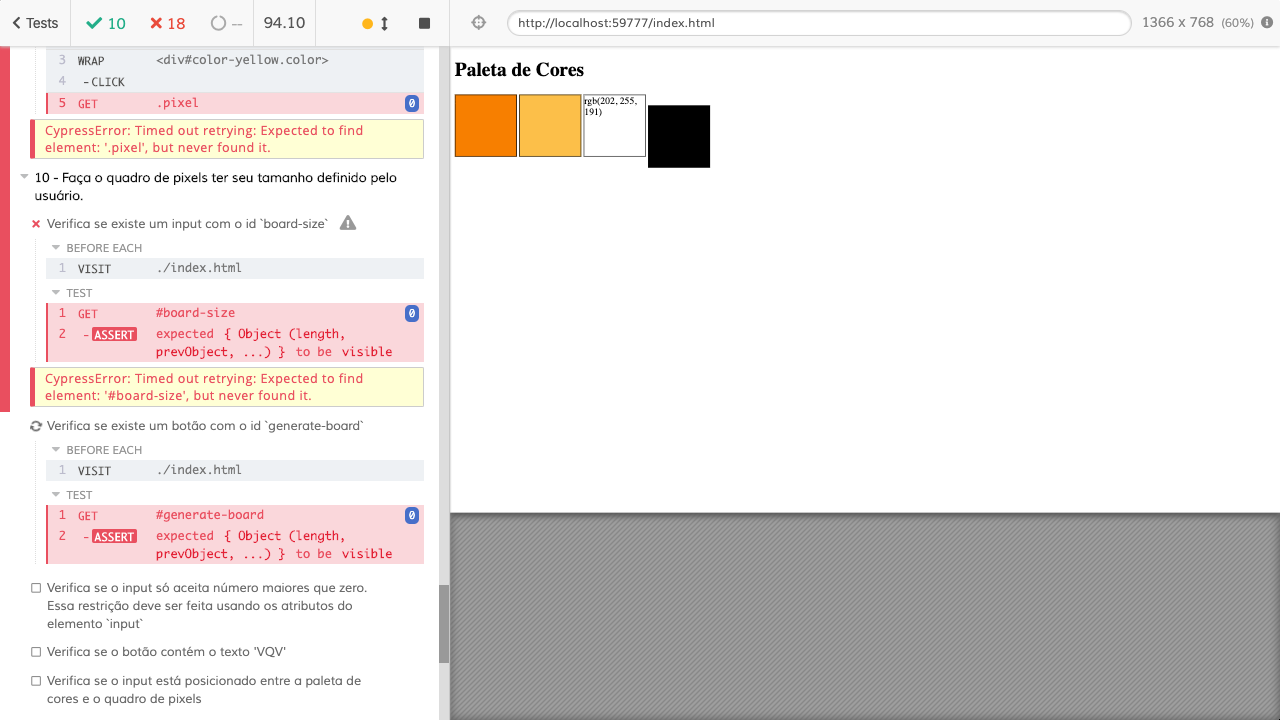 Tests 10 18 -- 94.10
3 WRAP <div#color-yellow.color>
4 -CLICK
5 GET .pixel 0
CypressError: Timed out retrying: Expected to find
element: '.pixel', but never found it.
10 - Faça o quadro de pixels ter seu tamanho definido pelo
usuário.
Verifica se existe um input com o id `board-size`
BEFORE EACH
1 VISIT ./index.html
TEST
1 GET #board-size 0
2 -ASSERT expected { Object (length,
prevObject, ...) } to be visible
CypressError: Timed out retrying: Expected to find
element: '#board-size', but never found it.
Verifica se existe um botão com o id `generate-board`
BEFORE EACH
1 VISIT ./index.html
TEST
1 GET #generate-board 0
2 -ASSERT expected { Object (length,
prevObject, ...) } to be visible
Verifica se o input só aceita número maiores que zero.
Essa restrição deve ser feita usando os atributos do
elemento `input`
Verifica se o botão contém o texto 'VQV'
Verifica se o input está posicionado entre a paleta de
cores e o quadro de pixels
http://localhost:59777/index.html 1366 x 768 (60%)
Paleta de Cores
rgb(202, 255,
191)